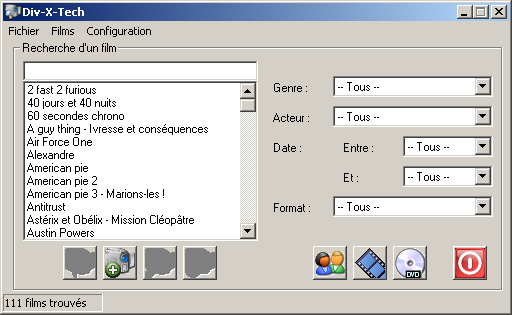 Div-X-Tech
Fichier Films Configuration
Recherche d'un film
2 fast 2 furious
40 jours et 40 nuits
60 secondes chrono
A guy thing - Ivresse et conséquences
Air Force One
Alexandre
American pie
American pie 2
American pie 3 - Marions-les !
Antitrust
Astérix et Obélix - Mission Cléopâtre
Austin Powers
Genre : -- Tous --
Acteur : -- Tous --
Date : Entre : -- Tous --
Et : -- Tous --
Format : -- Tous --
DVD
111 films trouvés